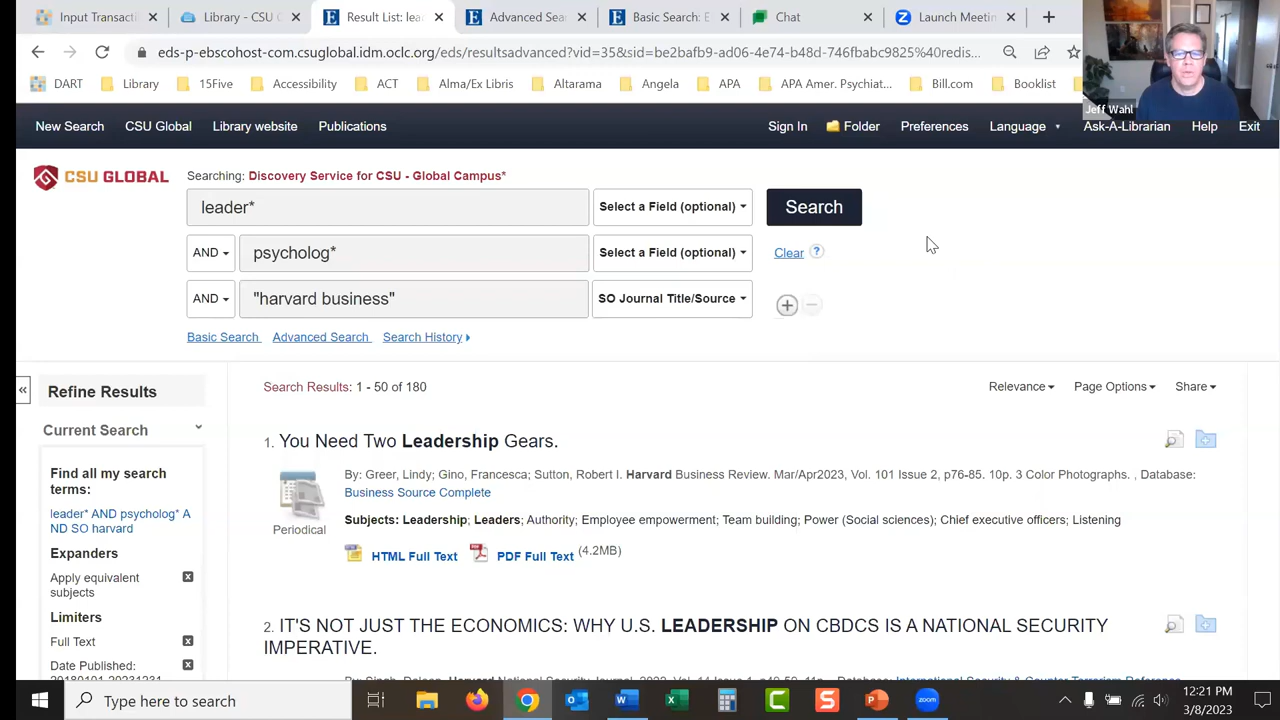 Input Transacti
Library - CSU G
Result List: lea
Advanced Sear
Basic Search: E
Chat
Launch Meetin
eds-p-ebscohost-com.csuglobal.idm.oclc.org/eds/resultsadvanced?vid=35&sid=be2bafb9-ad06-4e74-b48d-746fbabc9825%40redis...
DART
Library
15Five
Accessibility
ACT
Alma/Ex Libris
Altarama
Angela
APA
APA Amer. Psychiat...
Bill.com
Booklist
Jeff Wahl
New Search
CSU Global
Library website
Publications
Sign In
Folder
Preferences
Language
Ask-A-Librarian
Help
Exit
CSU GLOBAL
Searching: Discovery Service for CSU - Global Campus*
leader*
Select a Field (optional)
Search
AND
psycholog*
Select a Field (optional)
Clear ?
AND
"harvard business"
SO Journal Title/Source
Basic Search
Advanced Search
Search History
Refine Results
Search Results: 1 - 50 of 180
Relevance
Page Options
Share
Current Search
Find all my search
terms:
leader* AND psycholog* A
ND SO harvard
Expanders
Apply equivalent
subjects
Limiters
Full Text
Date Published:
20180101-20231231
1. You Need Two Leadership Gears.
By: Greer, Lindy; Gino, Francesca; Sutton, Robert I. Harvard Business Review. Mar/Apr2023, Vol. 101 Issue 2, p76-85. 10p. 3 Color Photographs. , Database:
Business Source Complete
Periodical
Subjects: Leadership; Leaders; Authority; Employee empowerment; Team building; Power (Social sciences); Chief executive officers; Listening
HTML Full Text
PDF Full Text (4.2MB)
2. IT'S NOT JUST THE ECONOMICS: WHY U.S. LEADERSHIP ON CBDCS IS A NATIONAL SECURITY
IMPERATIVE.
Type here to search
12:21 PM
3/8/2023